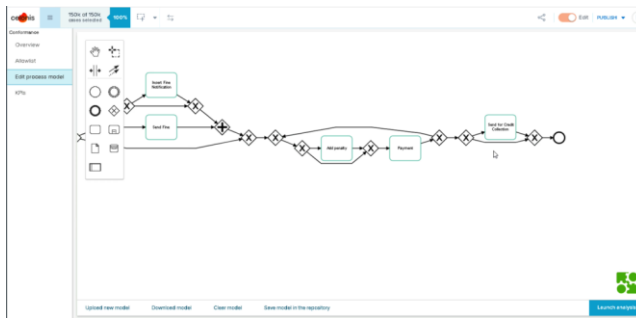 celonis
150K of 150K
cases selected
100%
Edit
PUBLISH
Conformance
Overview
Allowlist
Edit process model
KPIs
Insert Fine
Notification
Send Fine
Add penalty
Payment
Send for Credit
Collection
Upload new model
Download model
Clean model
Save model in the repository
Launch analysis